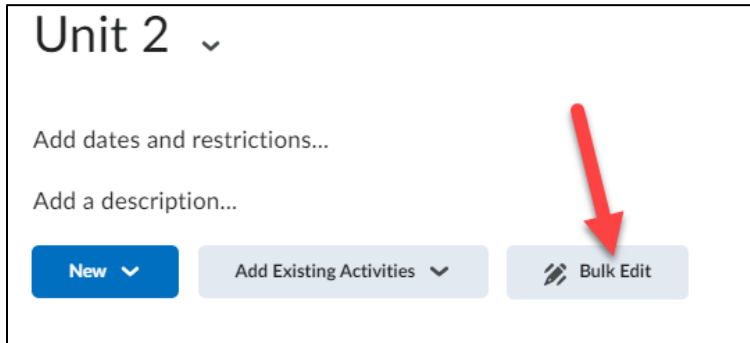 Unit 2
Add dates and restrictions...
Add a description...
New Add Existing Activities Bulk Edit